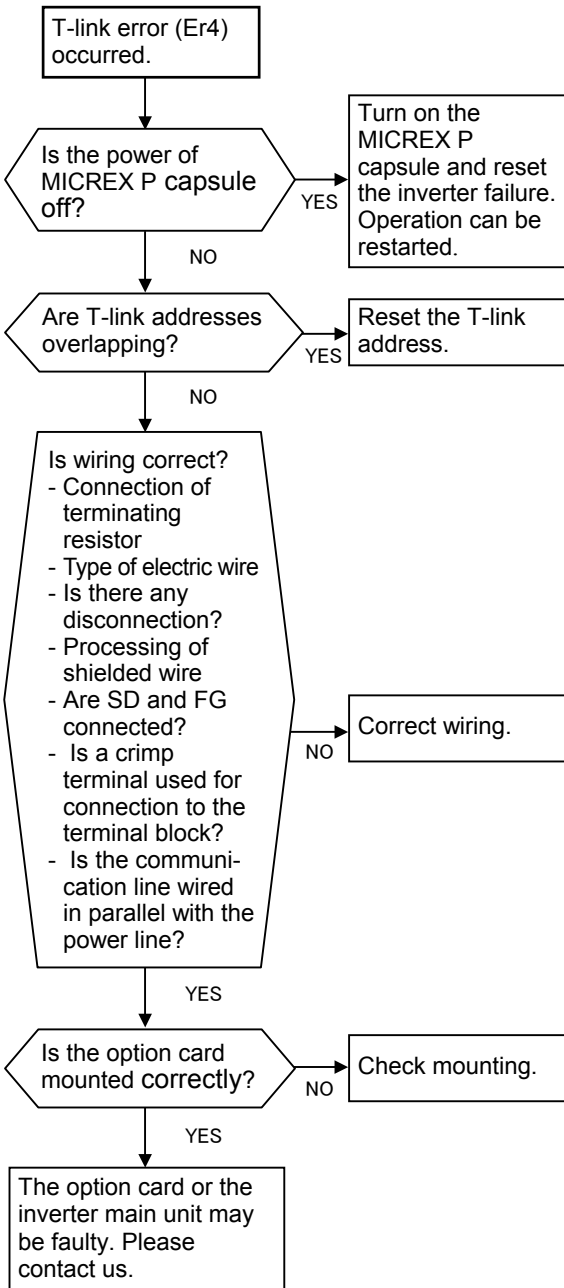 T-link error (Er4)
occurred.
Is the power of
MICREX P capsule
off?
YES
Turn on the
MICREX P
capsule and reset
the inverter failure.
Operation can be
restarted.
NO
Are T-link addresses
overlapping?
YES
Reset the T-link
address.
NO
Is wiring correct?
- Connection of
terminating
resistor
- Type of electric wire
- Is there any
disconnection?
- Processing of
shielded wire
- Are SD and FG
connected?
- Is a crimp
terminal used for
connection to the
terminal block?
- Is the communi-
cation line wired
in parallel with the
power line?
NO
Correct wiring.
YES
Is the option card
mounted correctly?
NO
Check mounting.
YES
The option card or the
inverter main unit may
be faulty. Please
contact us.